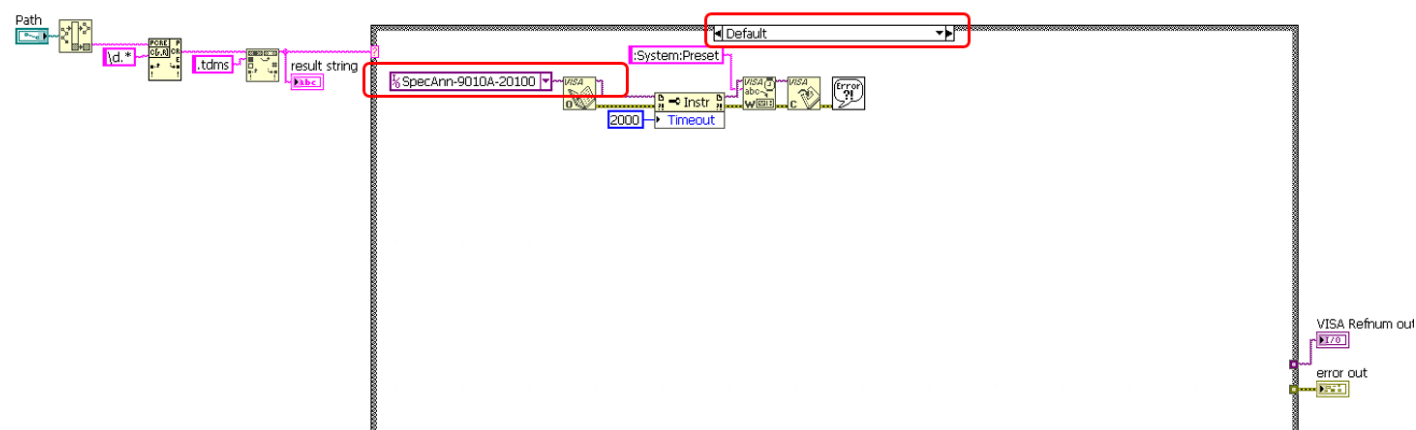 Path
Default
:System:Preset
PCRE
\d.*
.tdms
result string
abc
SpecAnn-9010A-20100
VISA
VISA
abc
W
VISA
C
Error
?!
Instr
2000
Timeout
VISA Refnum out
I/O
error out